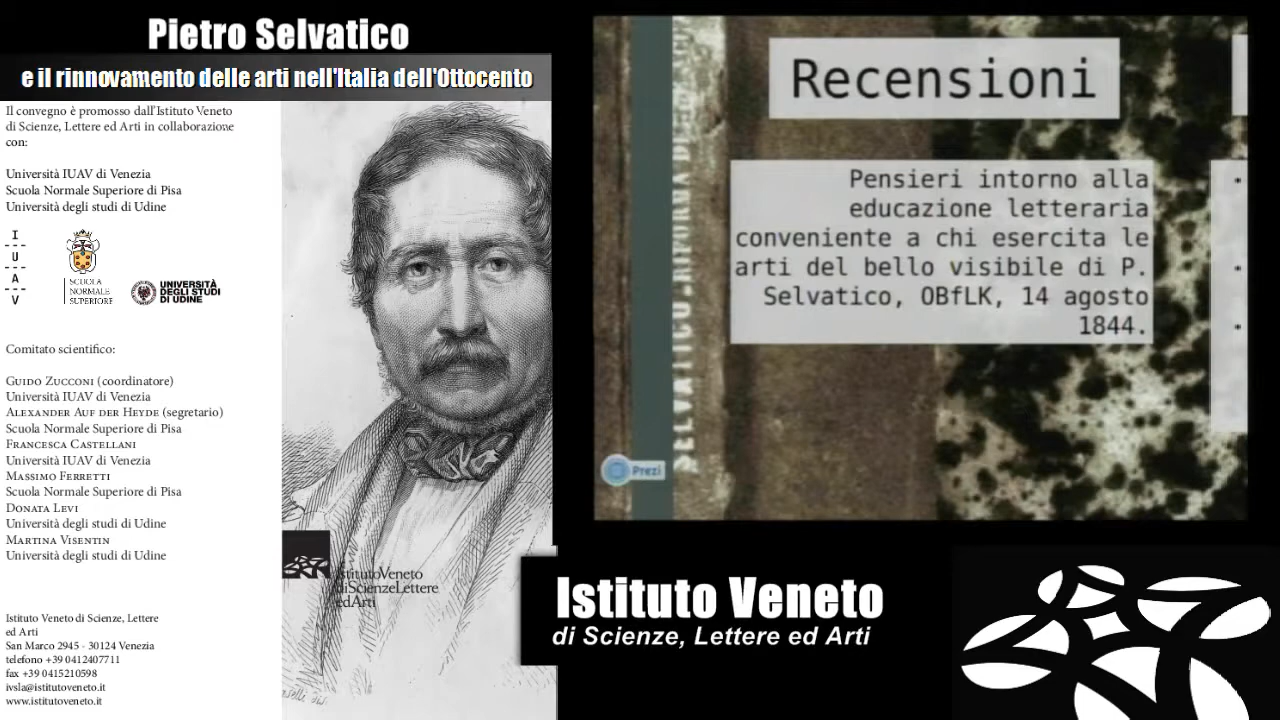 Pietro Selvatico
e il rinnovamento delle arti nell'Italia dell'Ottocento
Il convegno è promosso dall'Istituto Veneto
di Scienze, Lettere ed Arti in collaborazione
con:
Università IUAV di Venezia
Scuola Normale Superiore di Pisa
Università degli studi di Udine
I
U
A
V
SCUOLA
NORMALE
SUPERIORE
UNIVERSITÀ
DEGLI STUDI
DI UDINE
Comitato scientifico:
Guido Zucconi (coordinatore)
Università IUAV di Venezia
Alexander Auf der Heyde (segretario)
Scuola Normale Superiore di Pisa
Francesca Castellani
Università IUAV di Venezia
Massimo Ferretti
Scuola Normale Superiore di Pisa
Donata Levi
Università degli studi di Udine
Martina Visentin
Università degli studi di Udine
Istituto Veneto di Scienze, Lettere
ed Arti
San Marco 2945 - 30124 Venezia
telefono +39 0412407711
fax +39 0415210598
ivsla@istitutoveneto.it
www.istitutoveneto.it
IstitutoVeneto
diScienzeLettere
edArti
Recensioni
Pensieri intorno alla
educazione letteraria
conveniente a chi esercita le
arti del bello visibile di P.
Selvatico, OBfLK, 14 agosto
1844.
SELVATICO
Prezi
Istituto Veneto
di Scienze, Lettere ed Arti